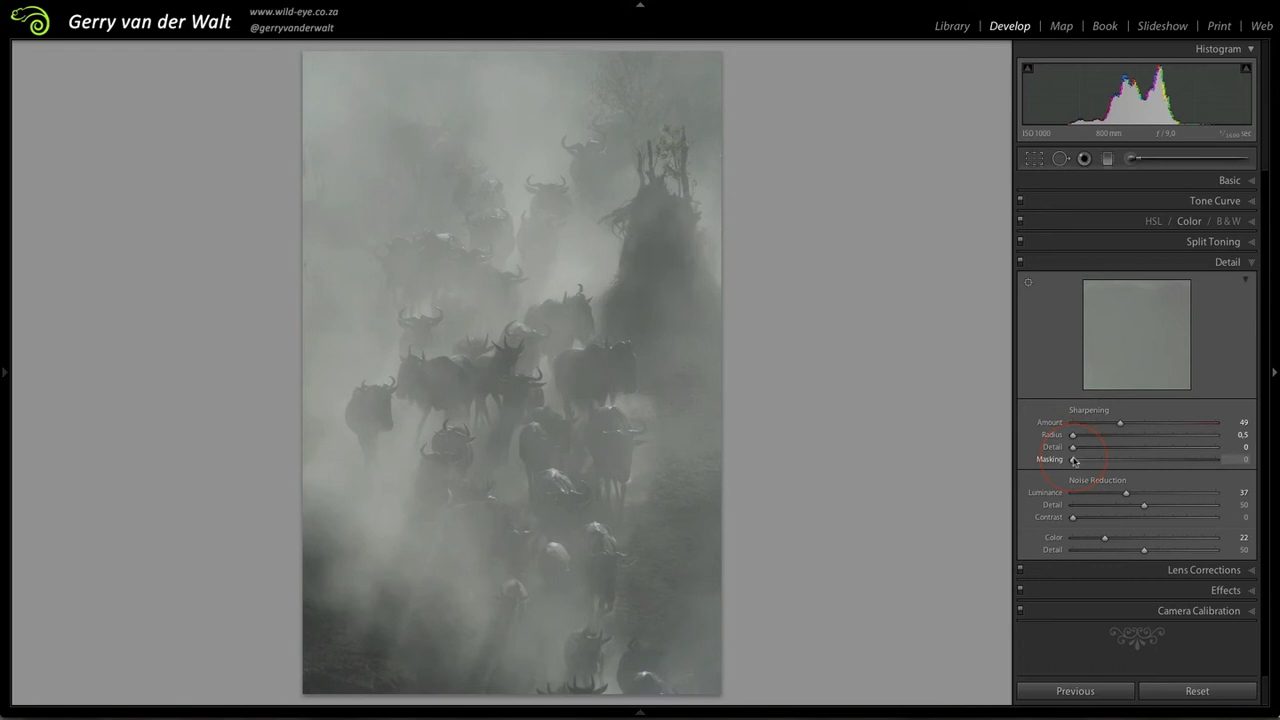 Gerry van der Walt
www.wild-eye.co.za
@gerryvanderwalt
Library | Develop | Map | Book | Slideshow | Print | Web
Histogram
ISO 1000 800 mm ƒ / 9,0 1/1600 sec
Basic
Tone Curve
HSL / Color / B & W
Split Toning
Detail
Sharpening
Amount 49
Radius 0,5
Detail 0
Masking 0
Noise Reduction
Luminance 37
Detail 50
Contrast 0
Color 22
Detail 50
Lens Corrections
Effects
Camera Calibration
Previous Reset